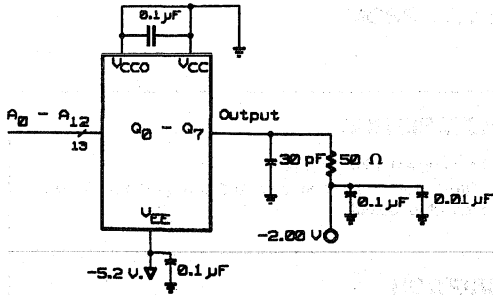 0.1 µF
VCCO VCC
A0 - A12
13
Q0 - Q7
Output
30 pF
50 Ω
VEE
0.1 µF
0.01 µF
-2.00 V
-5.2 V.
0.1 µF